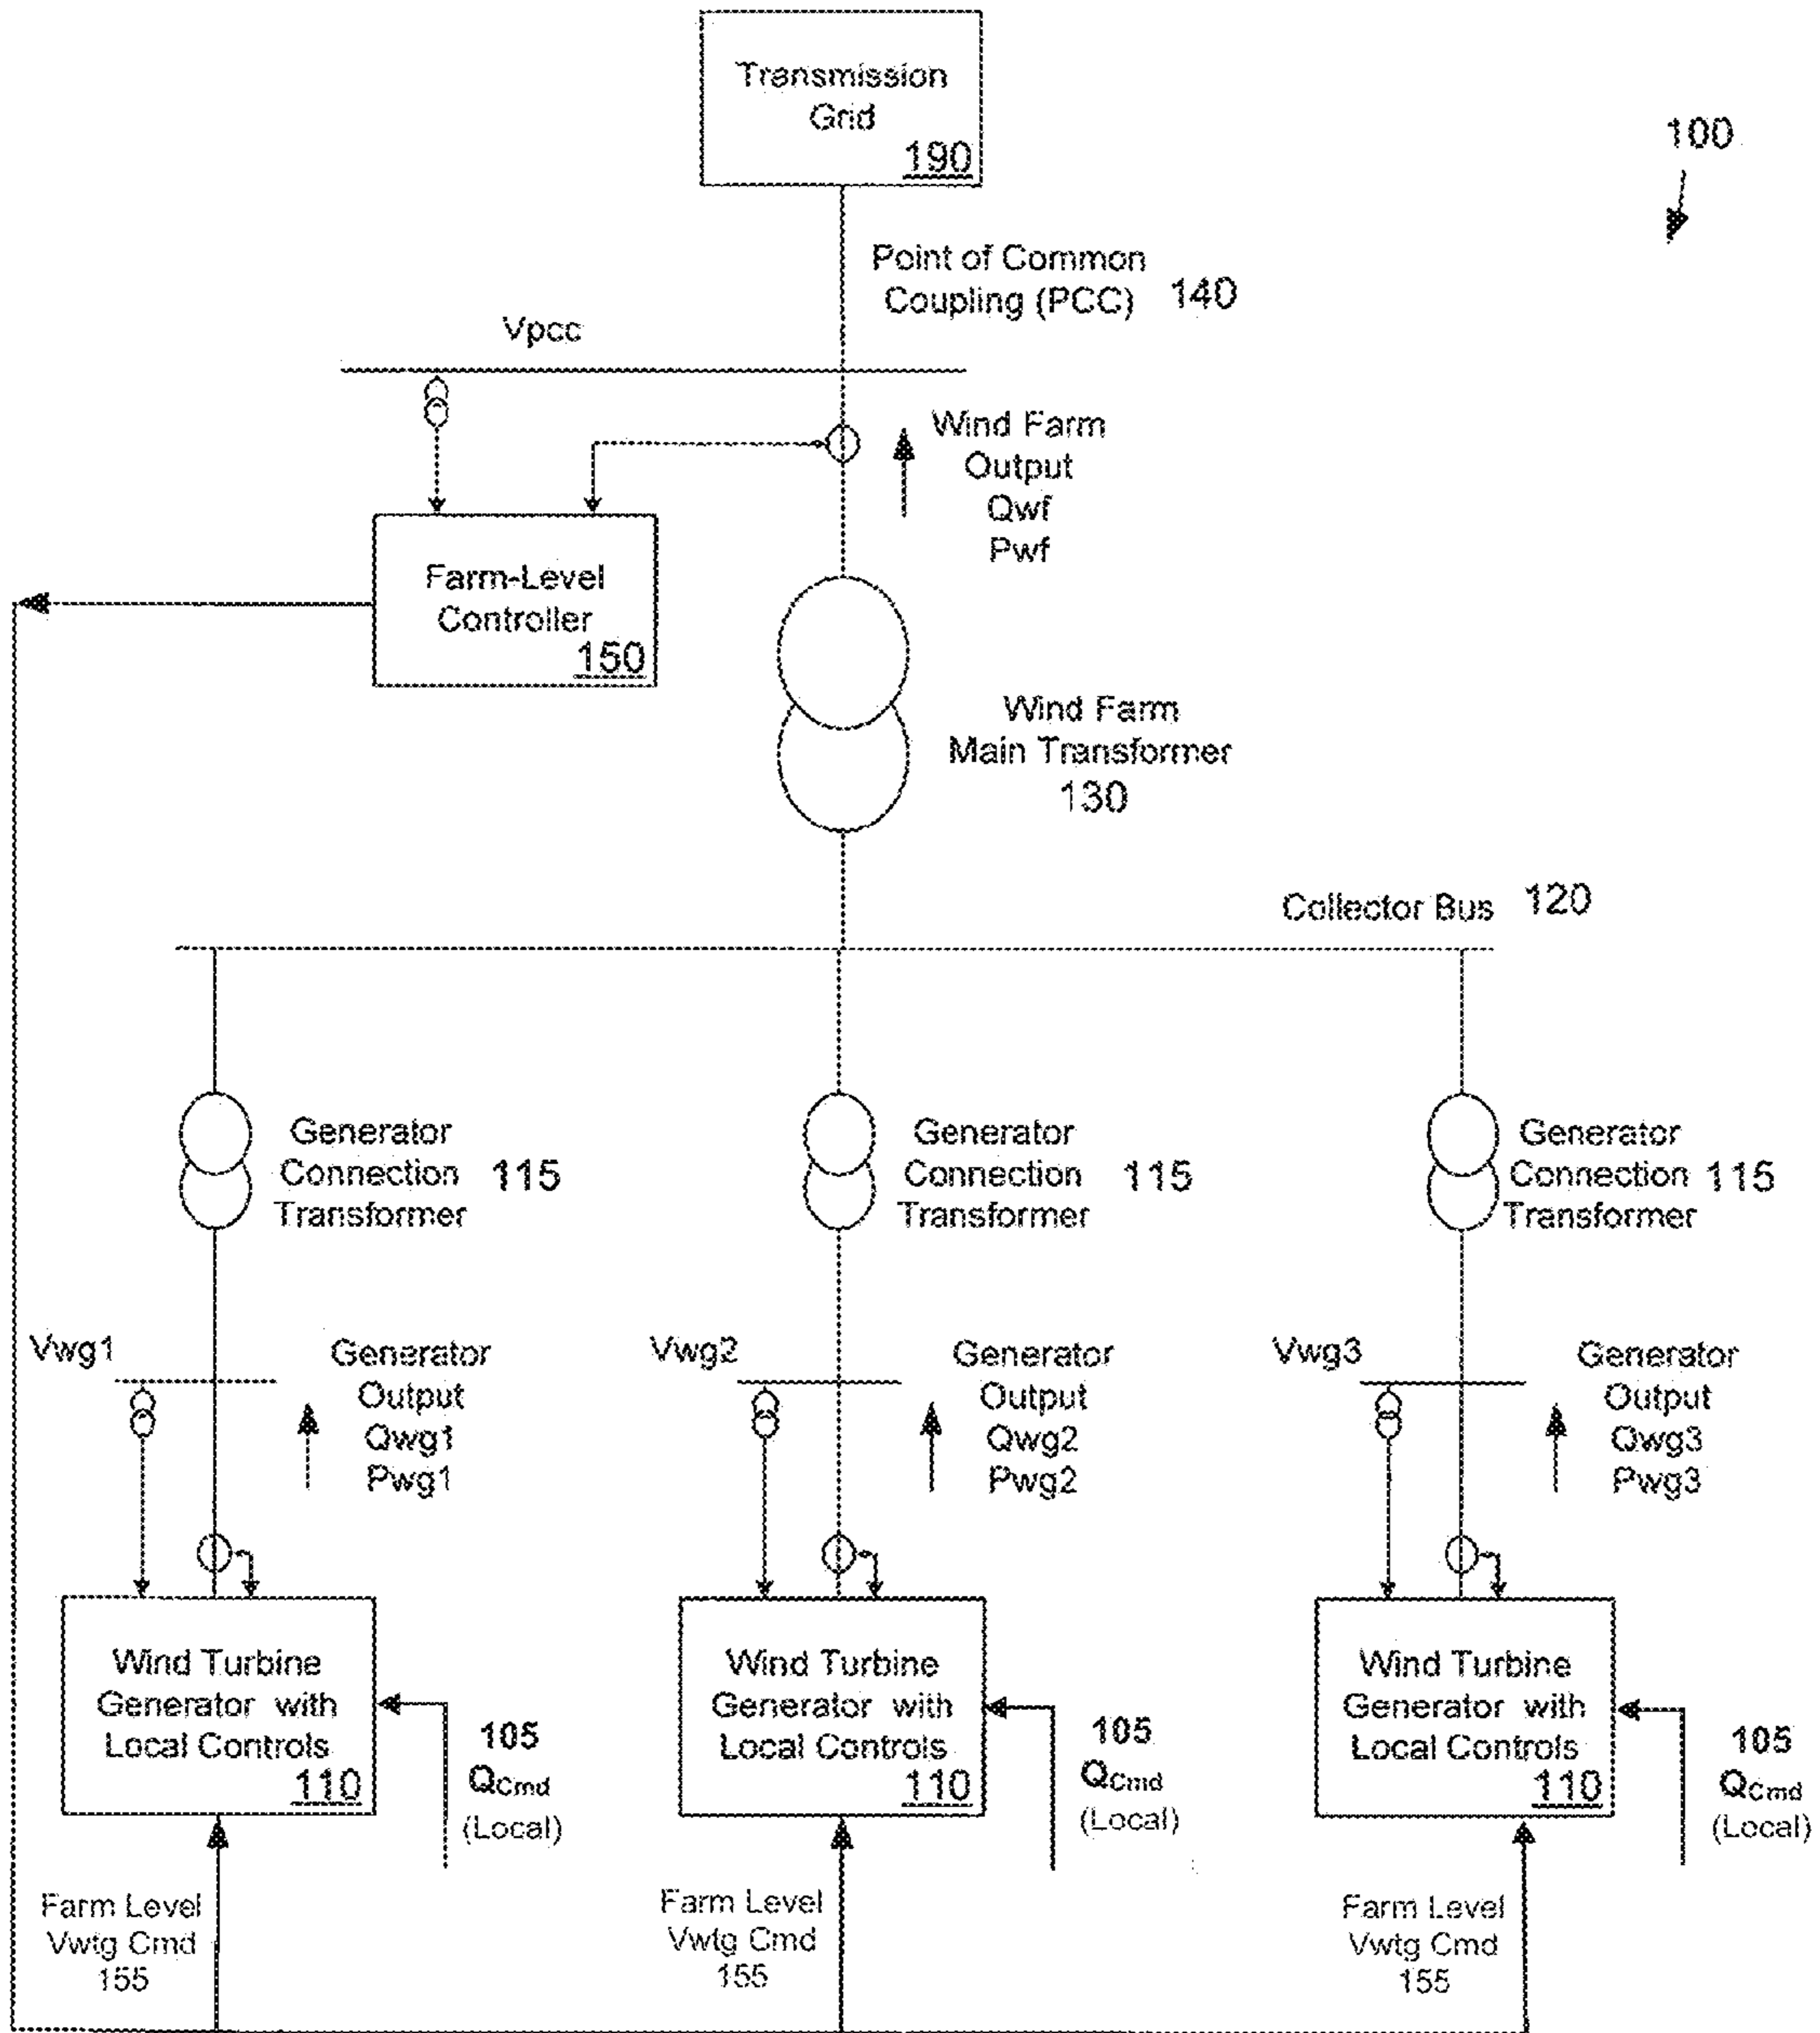 Transmission
Grid
190
100
Point of Common
Coupling (PCC) 140
Vpcc
Wind Farm
Output
Qwf
Pwf
Farm-Level
Controller
150
Wind Farm
Main Transformer
130
Collector Bus 120
Generator
Connection 115
Transformer
Generator
Connection 115
Transformer
Generator
Connection 115
Transformer
Vwg1
Generator
Output
Qwg1
Pwg1
Vwg2
Generator
Output
Qwg2
Pwg2
Vwg3
Generator
Output
Qwg3
Pwg3
Wind Turbine
Generator with
Local Controls
110
105
QCmd
(Local)
Wind Turbine
Generator with
Local Controls
110
105
QCmd
(Local)
Wind Turbine
Generator with
Local Controls
110
105
QCmd
(Local)
Farm Level
Vwtg Cmd
155
Farm Level
Vwtg Cmd
155
Farm Level
Vwtg Cmd
155